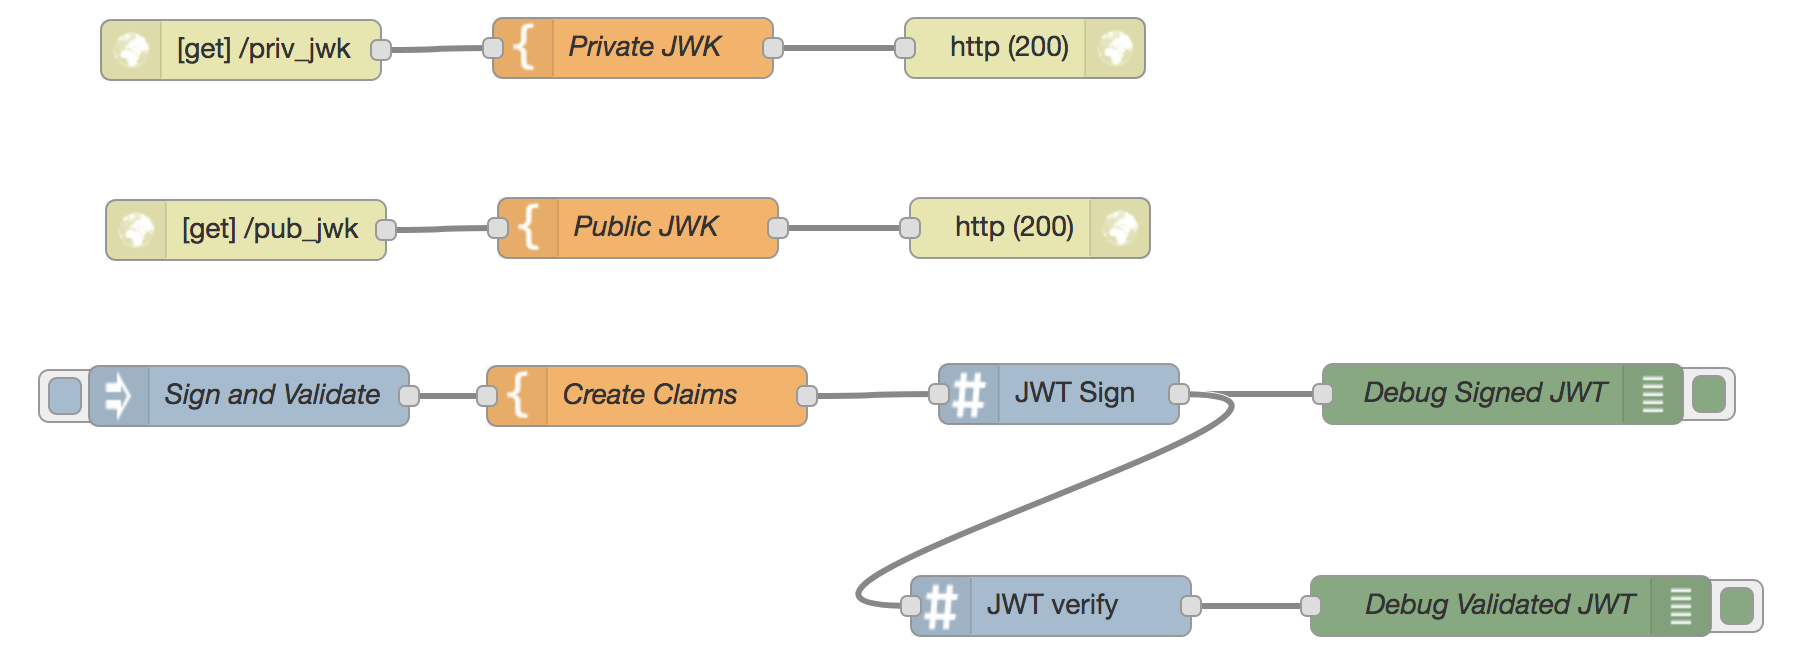 [get] /priv_jwk
Private JWK
http (200)
[get] /pub_jwk
Public JWK
http (200)
Sign and Validate
Create Claims
JWT Sign
Debug Signed JWT
JWT verify
Debug Validated JWT